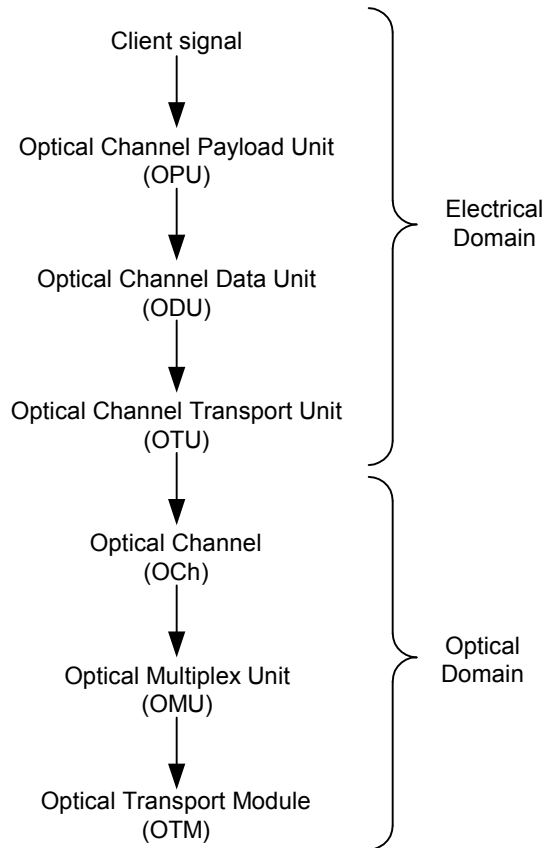 Client signal
Optical Channel Payload Unit
(OPU)
Electrical
Domain
Optical Channel Data Unit
(ODU)
Optical Channel Transport Unit
(OTU)
Optical Channel
(OCh)
Optical
Domain
Optical Multiplex Unit
(OMU)
Optical Transport Module
(OTM)